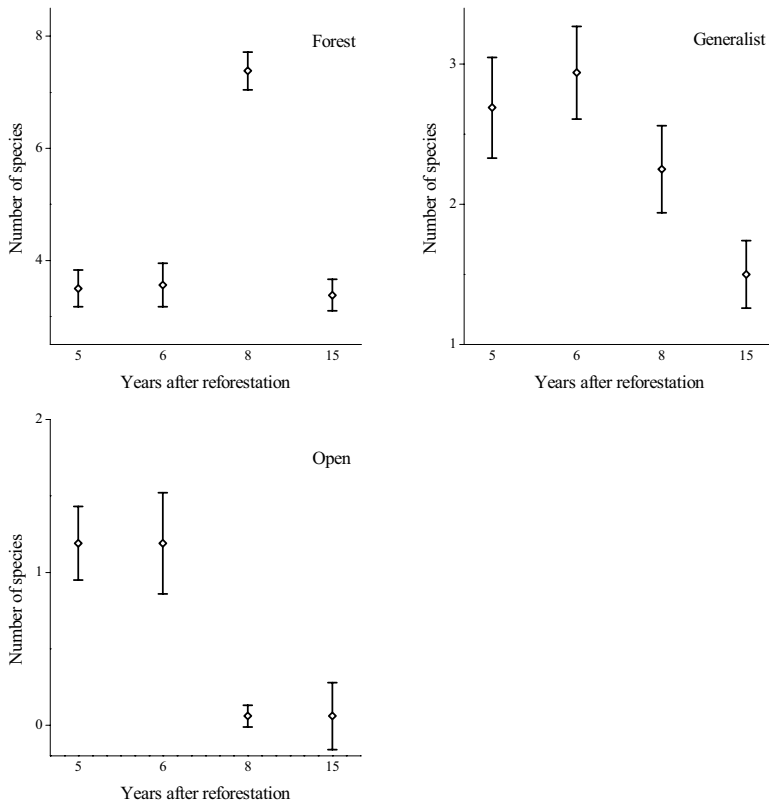 Forest
8
6
4
Number of species
5 6 8 15
Years after reforestation
Generalist
3
2
1
Number of species
5 6 8 15
Years after reforestation
Open
2
1
0
Number of species
5 6 8 15
Years after reforestation